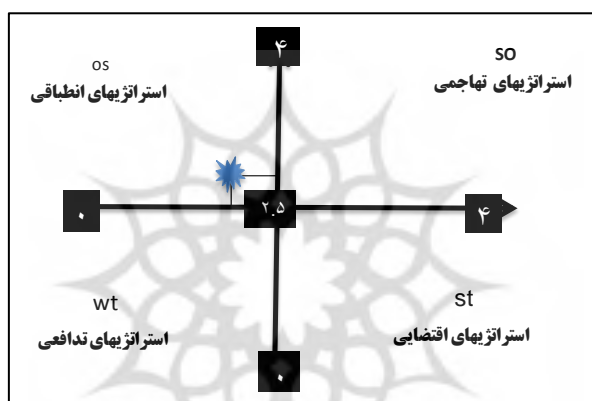 ۴
so
استراتژیهای تهاجمی
os
استراتژیهای انطباقی
۰
۲.۵
۴
st
استراتژیهای اقتضایی
wt
استراتژیهای تدافعی
۰